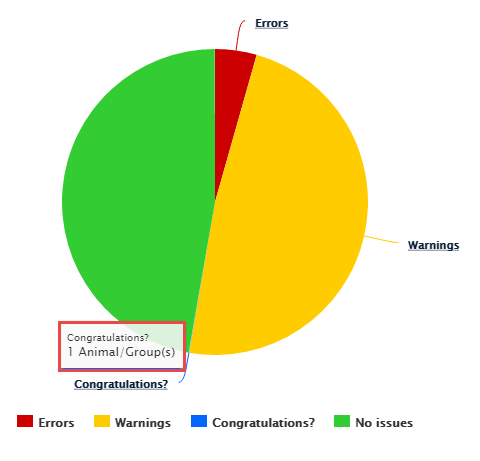 Errors
Warnings
Congratulations?
1 Animal/Group(s)
Congratulations?
Errors Warnings Congratulations? No issues